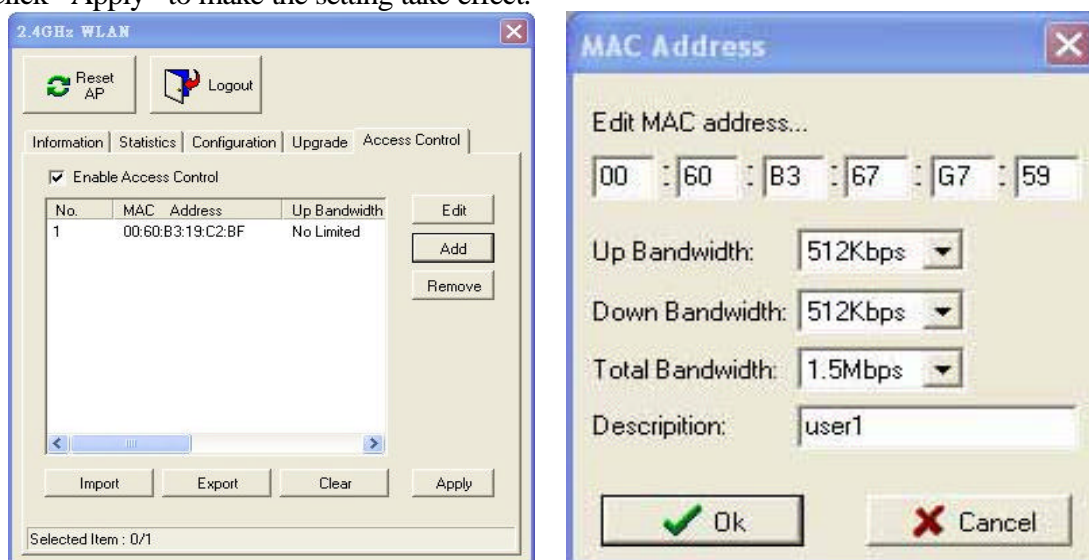 click "Apply" to make the setting take effect.
2.4GHz WLAN
Reset
AP
Logout
Information Statistics Configuration Upgrade Access Control
Enable Access Control
No. MAC Address Up Bandwidth
1 00:60:B3:19:C2:BF No Limited
Edit
Add
Remove
Import Export Clear Apply
Selected Item : 0/1
MAC Address
Edit MAC address...
00 : 60 : B3 : 67 : G7 : 59
Up Bandwidth: 512Kbps
Down Bandwidth: 512Kbps
Total Bandwidth: 1.5Mbps
Descripition: user1
Ok Cancel